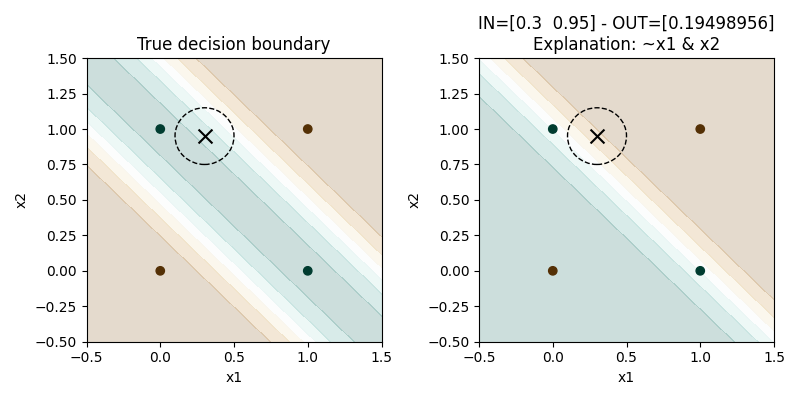 True decision boundary
x2
1.50
1.25
1.00
0.75
0.50
0.25
0.00
−0.25
−0.50
−0.5 0.0 0.5 1.0 1.5
x1
IN=[0.3  0.95] - OUT=[0.19498956]
Explanation: ~x1 & x2
x2
1.50
1.25
1.00
0.75
0.50
0.25
0.00
−0.25
−0.50
−0.5 0.0 0.5 1.0 1.5
x1